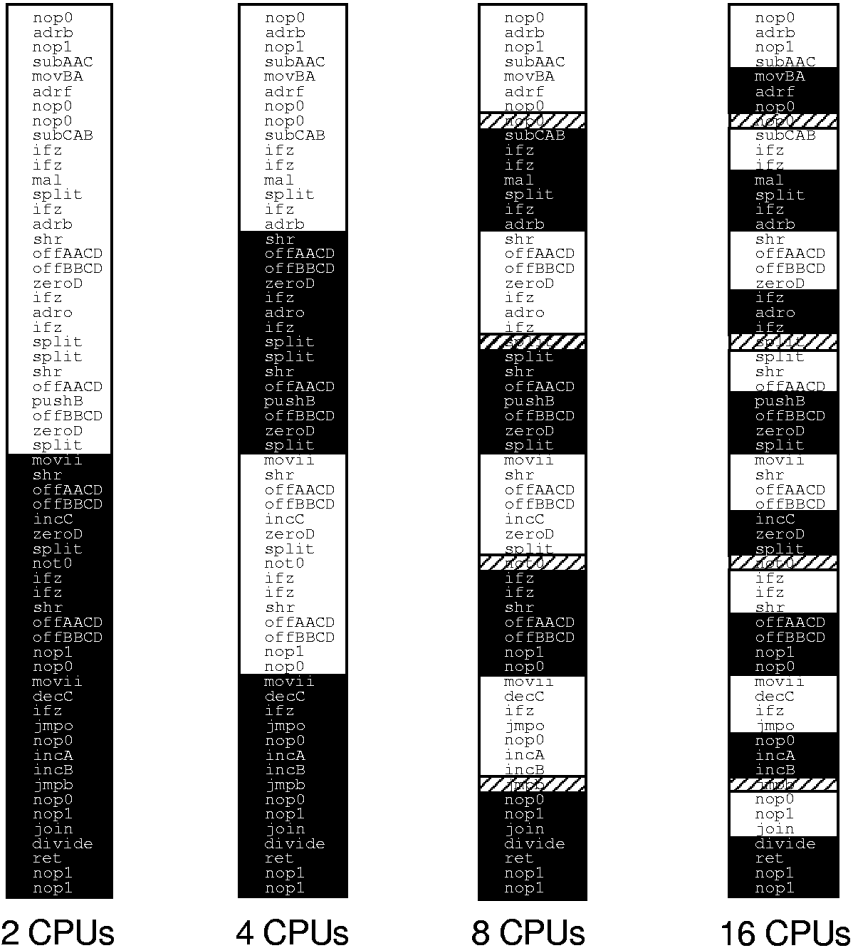 nop0
adrb
nop1
subAAC
movBA
adrf
nop0
nop0
subCAB
ifz
ifz
mal
split
ifz
adrb
shr
offAACD
offBBCD
zeroD
ifz
adro
ifz
split
split
shr
offAACD
pushB
offBBCD
zeroD
split
movii
shr
offAACD
offBBCD
incC
zeroD
split
not0
ifz
ifz
shr
offAACD
offBBCD
nop1
nop0
movii
decC
ifz
jmpo
nop0
incA
incB
jmpb
nop0
nop1
join
divide
ret
nop1
nop1
2 CPUs
nop0
adrb
nop1
subAAC
movBA
adrf
nop0
nop0
subCAB
ifz
ifz
mal
split
ifz
adrb
shr
offAACD
offBBCD
zeroD
ifz
adro
ifz
split
split
shr
offAACD
pushB
offBBCD
zeroD
split
movii
shr
offAACD
offBBCD
incC
zeroD
split
not0
ifz
ifz
shr
offAACD
offBBCD
nop1
nop0
movii
decC
ifz
jmpo
nop0
incA
incB
jmpb
nop0
nop1
join
divide
ret
nop1
nop1
4 CPUs
nop0
adrb
nop1
subAAC
movBA
adrf
nop0
nop0
subCAB
ifz
ifz
mal
split
ifz
adrb
shr
offAACD
offBBCD
zeroD
ifz
adro
ifz
split
split
shr
offAACD
pushB
offBBCD
zeroD
split
movii
shr
offAACD
offBBCD
incC
zeroD
split
not0
ifz
ifz
shr
offAACD
offBBCD
nop1
nop0
movii
decC
ifz
jmpo
nop0
incA
incB
jmpb
nop0
nop1
join
divide
ret
nop1
nop1
8 CPUs
nop0
adrb
nop1
subAAC
movBA
adrf
nop0
nop0
subCAB
ifz
ifz
mal
split
ifz
adrb
shr
offAACD
offBBCD
zeroD
ifz
adro
ifz
split
split
shr
offAACD
pushB
offBBCD
zeroD
split
movii
shr
offAACD
offBBCD
incC
zeroD
split
not0
ifz
ifz
shr
offAACD
offBBCD
nop1
nop0
movii
decC
ifz
jmpo
nop0
incA
incB
jmpb
nop0
nop1
join
divide
ret
nop1
nop1
16 CPUs